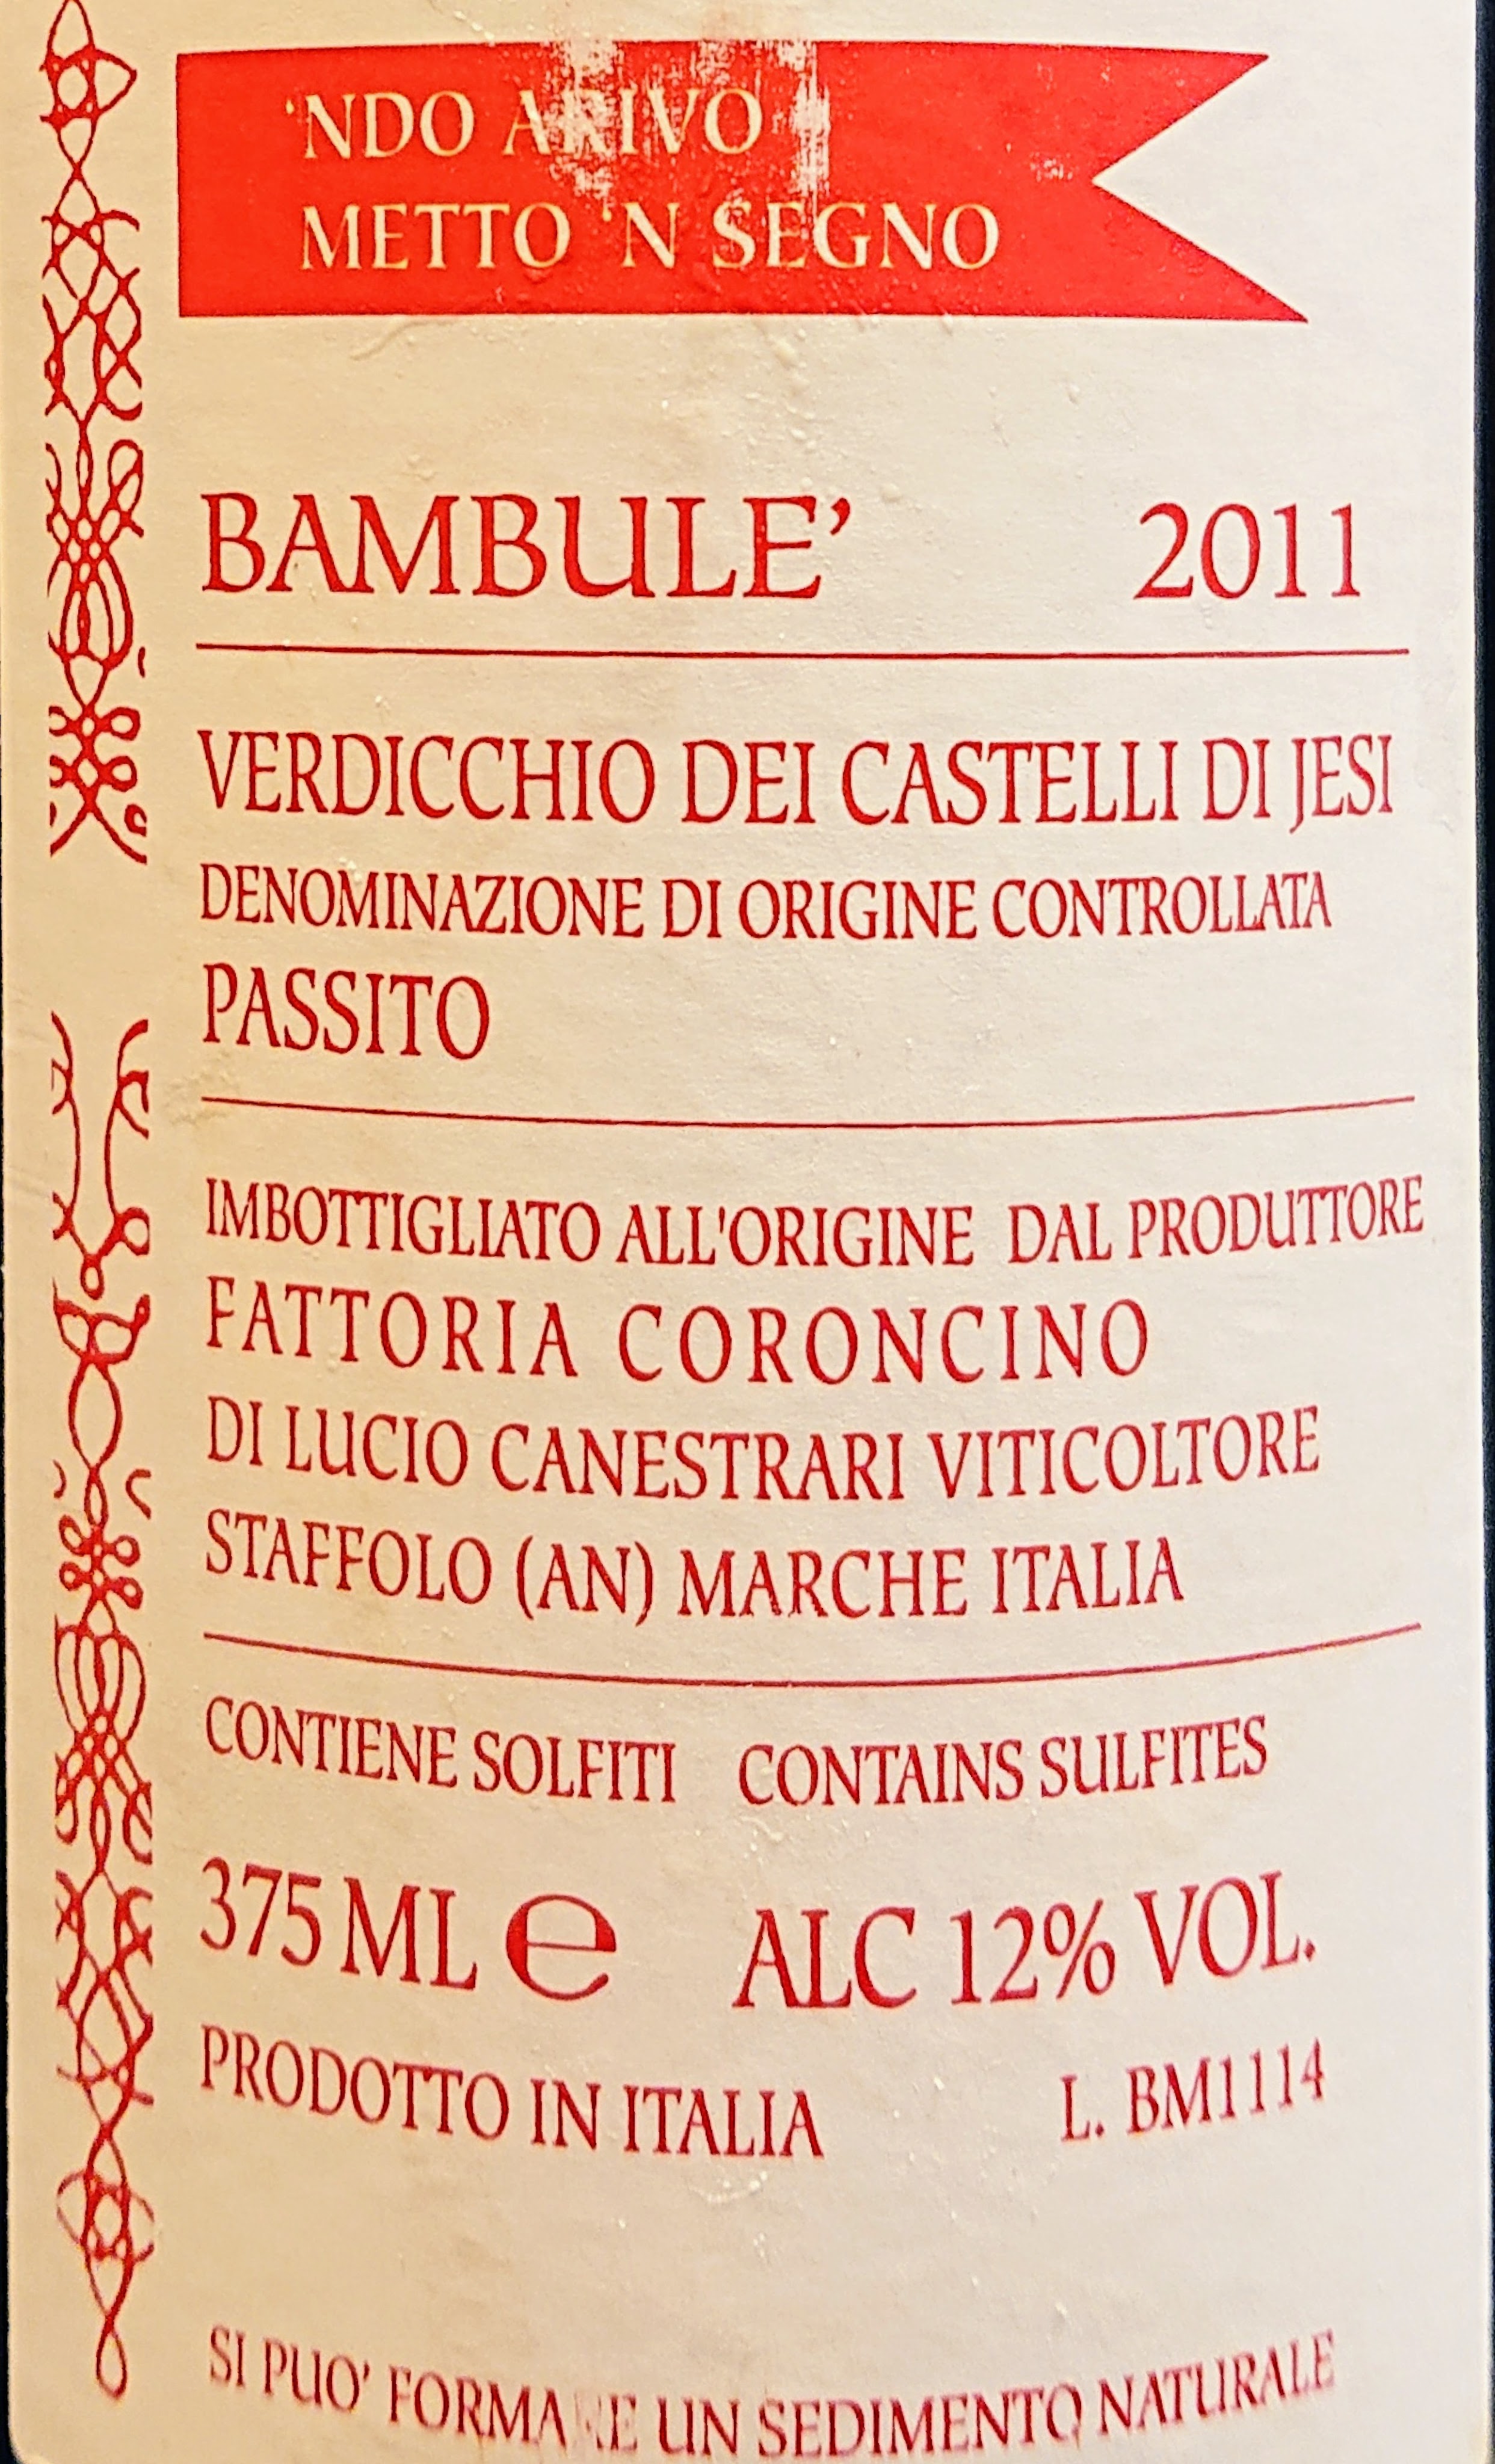 'NDO ARIVO
METTO 'N SEGNO
BAMBULE' 2011
VERDICCHIO DEI CASTELLI DI JESI
DENOMINAZIONE DI ORIGINE CONTROLLATA
PASSITO
IMBOTTIGLIATO ALL'ORIGINE DAL PRODUTTORE
FATTORIA CORONCINO
DI LUCIO CANESTRARI VITICOLTORE
STAFFOLO (AN) MARCHE ITALIA
CONTIENE SOLFITI CONTAINS SULFITES
375 ML e ALC 12% VOL.
PRODOTTO IN ITALIA L. BM1114
SI PUO' FORMARE UN SEDIMENTO NATURALE